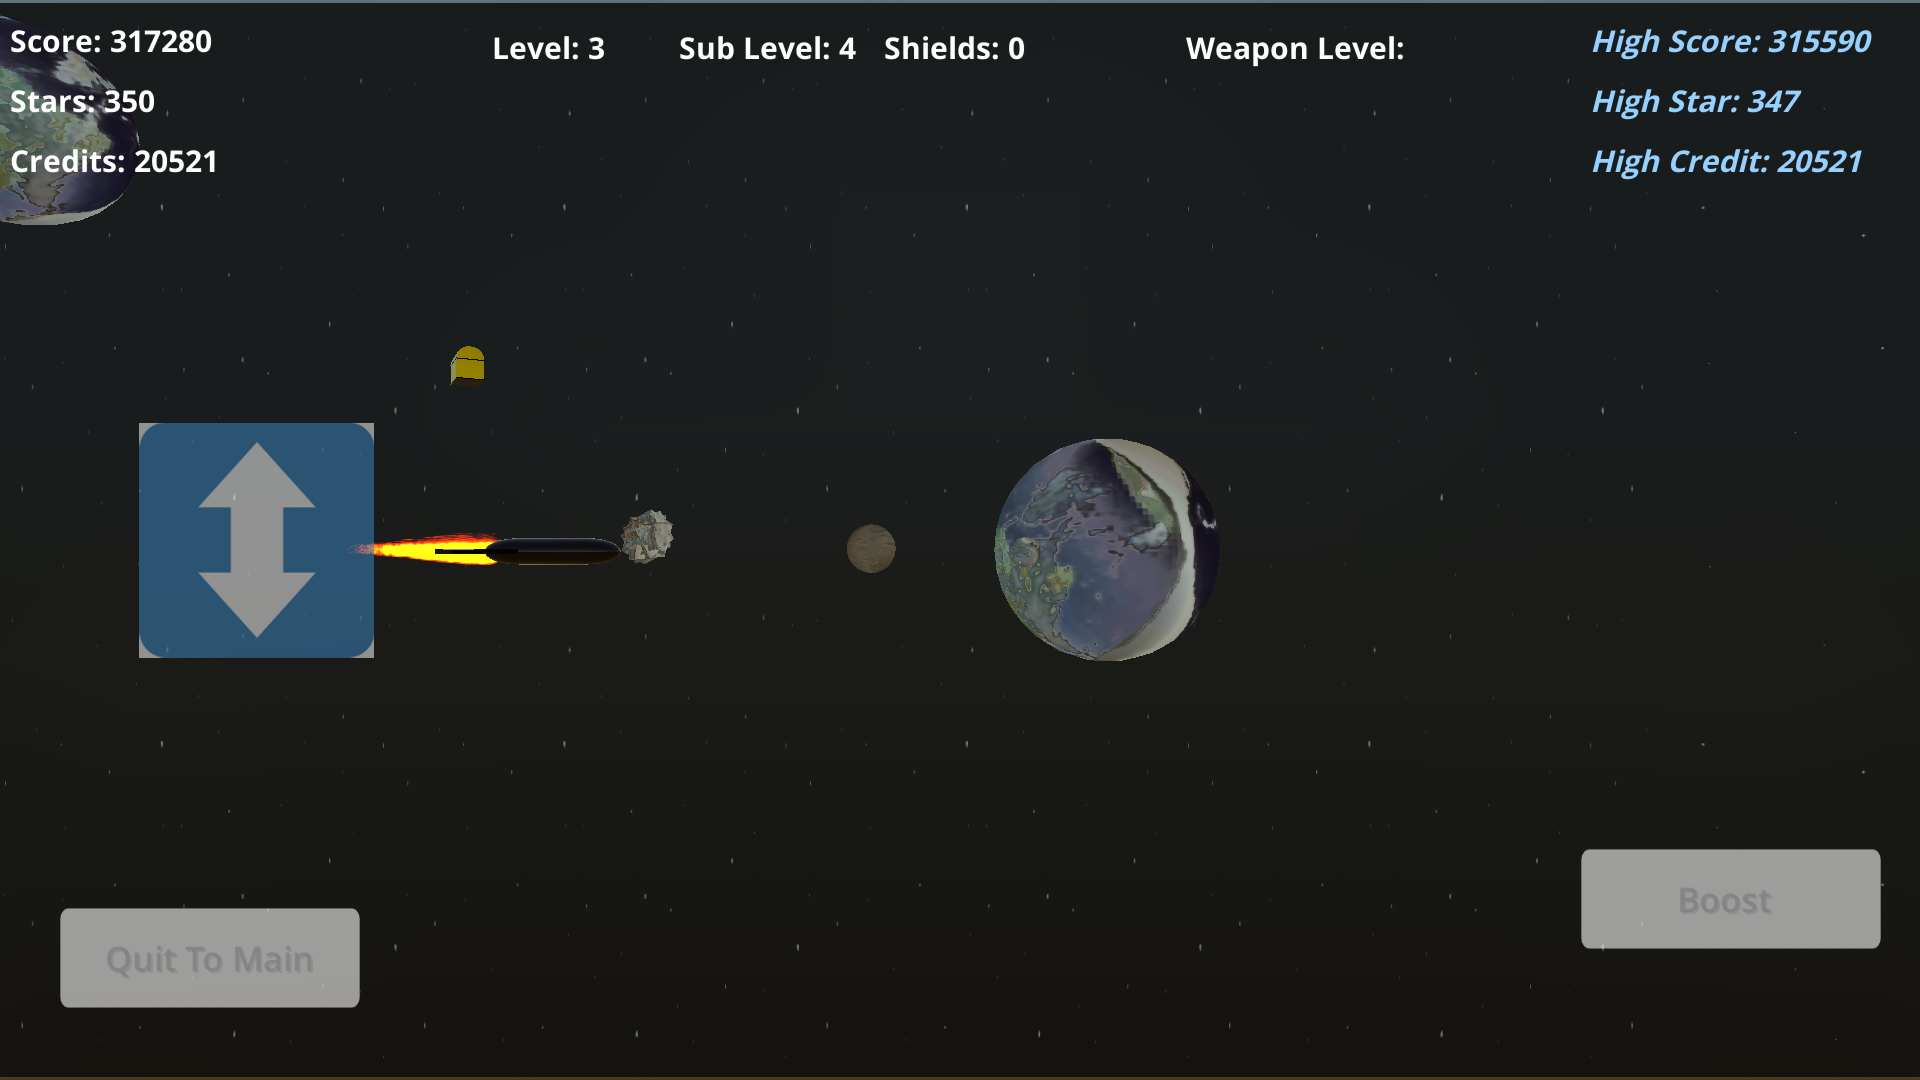 Score: 317280
Level: 3
Sub Level: 4
Shields: 0
Weapon Level:
High Score: 315590
Stars: 350
High Star: 347
Credits: 20521
High Credit: 20521
Boost
Quit To Main